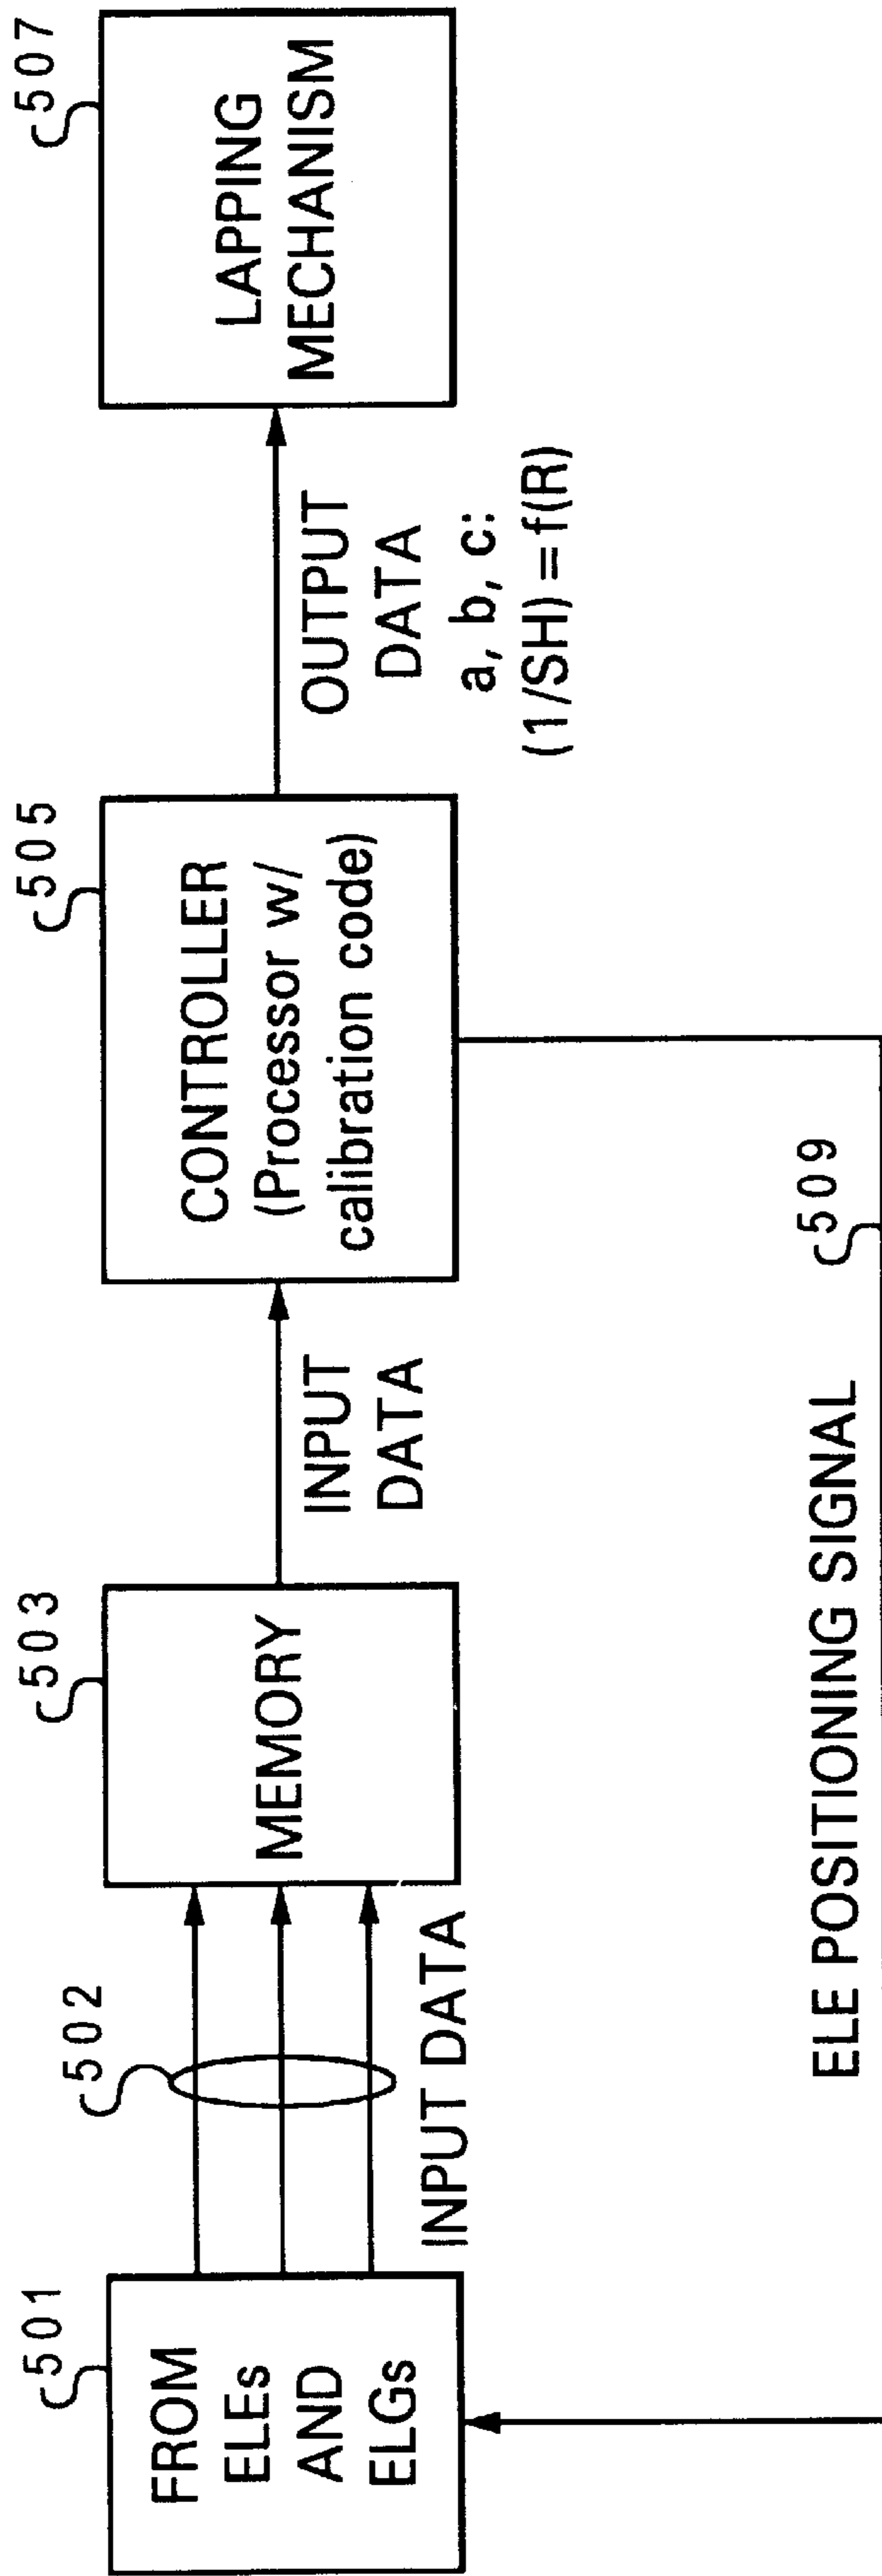 501
FROM
ELEs
AND
ELGs
502
INPUT DATA
503
MEMORY
INPUT
DATA
505
CONTROLLER
(Processor w/
calibration code)
OUTPUT
DATA
a, b, c:
(1/SH) = f(R)
507
LAPPING
MECHANISM
ELE POSITIONING SIGNAL
509